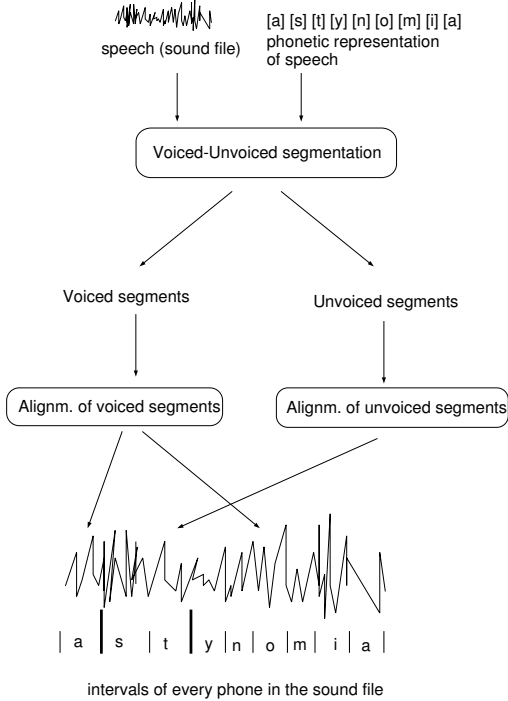 [a] [s] [t] [y] [n] [o] [m] [i] [a]
speech (sound file)
phonetic representation
of speech
Voiced-Unvoiced segmentation
Voiced segments
Unvoiced segments
Alignm. of voiced segments
Alignm. of unvoiced segments
a s t y n o m i a
intervals of every phone in the sound file